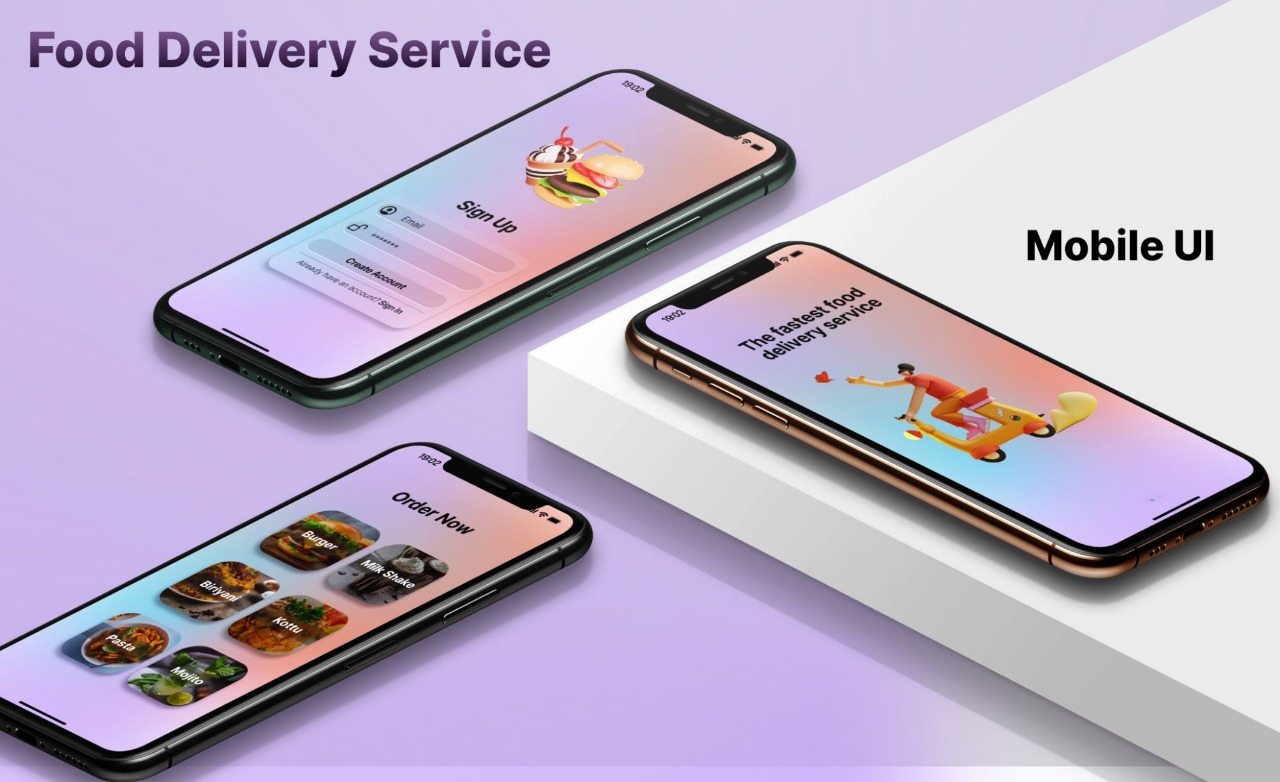 Food Delivery Service
19:02
Sign Up
Email
*******
Create Account
Already have an account? Sign In
Mobile UI
19:02
The fastest food
delivery service
19:02
Order Now
Burger
Milk Shake
Biriyani
Kottu
Pasta
Mojito